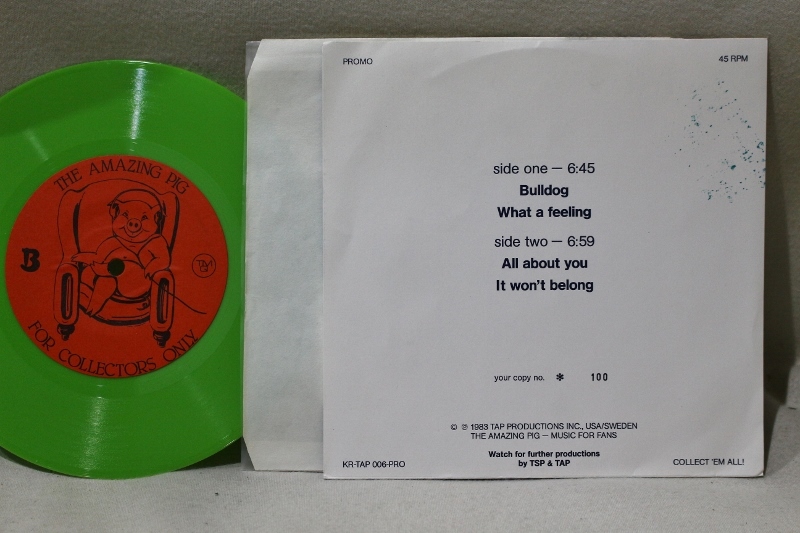 THE AMAZING PIG
B
FOR COLLECTORS ONLY
PROMO
45 RPM
side one — 6:45
Bulldog
What a feeling
side two — 6:59
All about you
It won't belong
your copy no. ✻ 100
© ℗ 1983 TAP PRODUCTIONS INC., USA/SWEDEN
THE AMAZING PIG — MUSIC FOR FANS
Watch for further productions
by TSP & TAP
KR-TAP 006-PRO
COLLECT 'EM ALL!